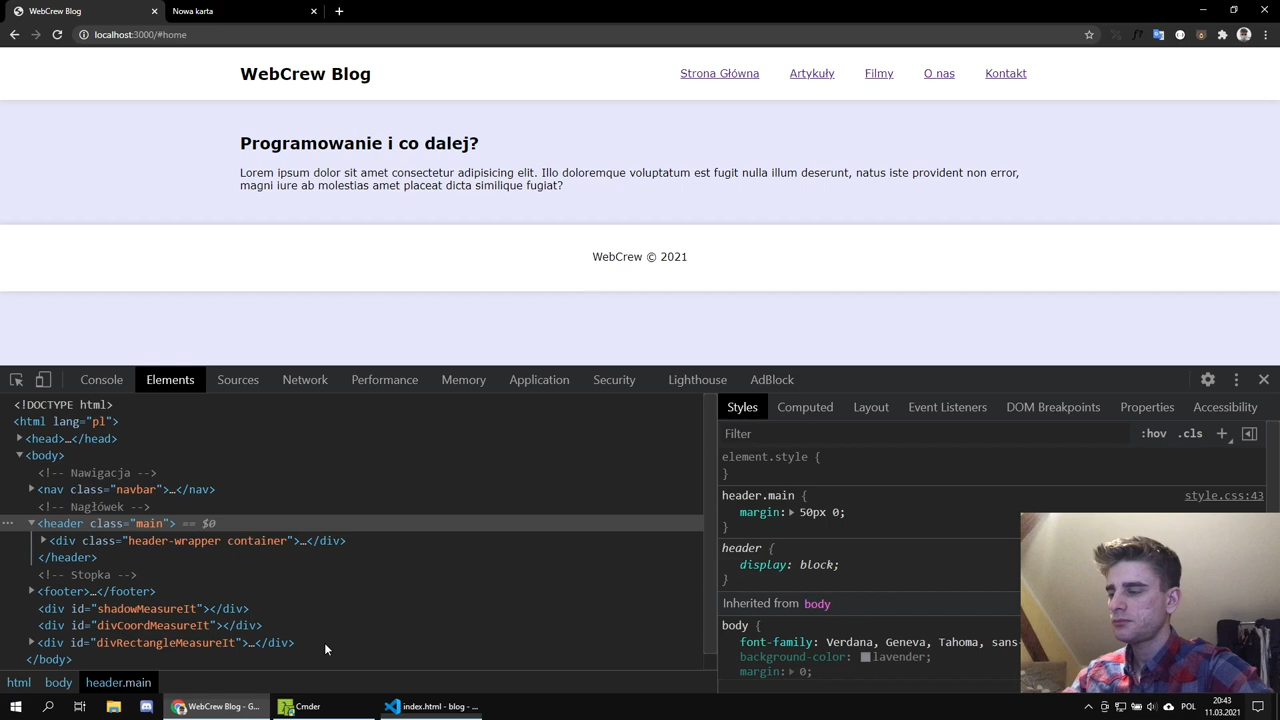 WebCrew Blog
Nowa karta
localhost:3000/#home
WebCrew Blog
Strona Główna Artykuły Filmy O nas Kontakt
Programowanie i co dalej?
Lorem ipsum dolor sit amet consectetur adipisicing elit. Illo doloremque voluptatum est fugit nulla illum deserunt, natus iste provident non error,
magni iure ab molestias amet placeat dicta similique fugiat?
WebCrew © 2021
Console Elements Sources Network Performance Memory Application Security Lighthouse AdBlock
<!DOCTYPE html>
<html lang="pl">
<head>…</head>
<body>
<!-- Nawigacja -->
<nav class="navbar">…</nav>
<!-- Nagłówek -->
<header class="main"> == $0
<div class="header-wrapper container">…</div>
</header>
<!-- Stopka -->
<footer>…</footer>
<div id="shadowMeasureIt"></div>
<div id="divCoordMeasureIt"></div>
<div id="divRectangleMeasureIt">…</div>
</body>
html body header.main
Styles Computed Layout Event Listeners DOM Breakpoints Properties Accessibility
Filter :hov .cls
element.style {
}
header.main { style.css:43
margin: 50px 0;
}
header {
display: block;
}
Inherited from body
body {
font-family: Verdana, Geneva, Tahoma, sans-
background-color: lavender;
margin: 0;
WebCrew Blog - G...
Cmder
index.html - blog - ...
POL
20:43
11.03.2021